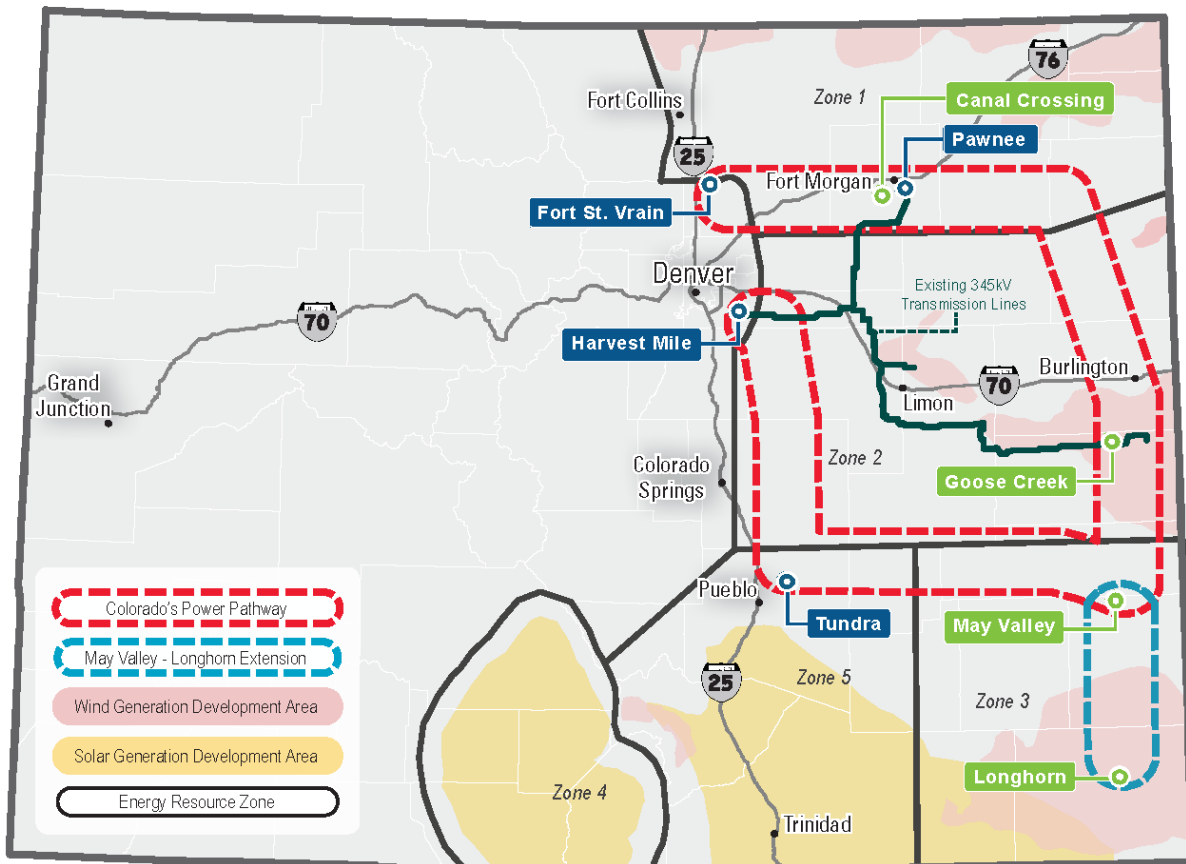 76
Fort Collins
Zone 1
Canal Crossing
Pawnee
25
Fort Morgan
Fort St. Vrain
Denver
Existing 345kV
Transmission Lines
70
Harvest Mile
Burlington
Grand
Junction
70
Limon
Zone 2
Colorado
Springs
Goose Creek
Pueblo
Tundra
May Valley
Colorado's Power Pathway
May Valley - Longhorn Extension
Wind Generation Development Area
Solar Generation Development Area
Energy Resource Zone
25
Zone 5
Zone 3
Longhorn
Zone 4
Trinidad